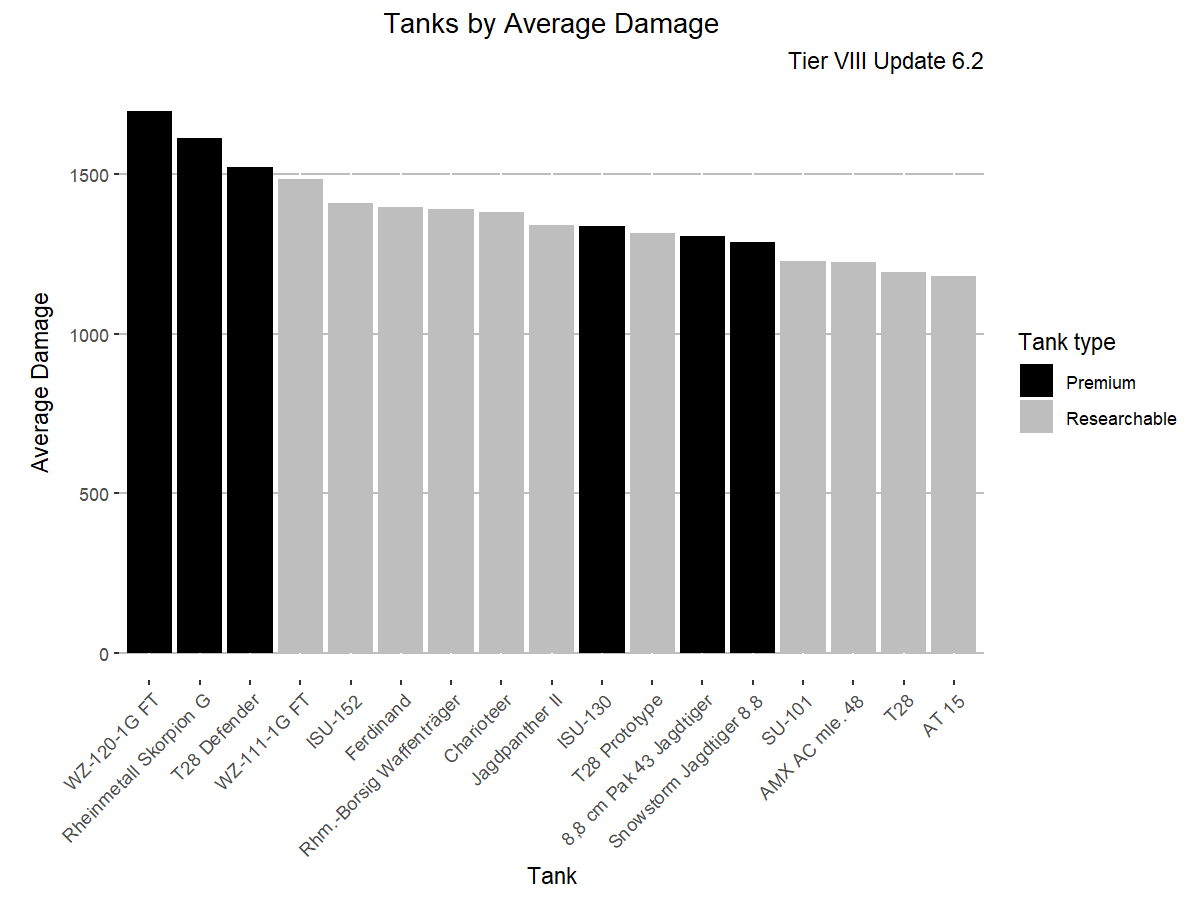 Tanks by Average Damage
Tier VIII Update 6.2
Average Damage
1500
1000
500
0
WZ-120-1G FT
Rheinmetall Skorpion G
T28 Defender
WZ-111-1G FT
ISU-152
Ferdinand
Rhm.-Borsig Waffenträger
Charioteer
Jagdpanther II
ISU-130
T28 Prototype
8,8 cm Pak 43 Jagdtiger
Snowstorm Jagdtiger 8.8
SU-101
AMX AC mle. 48
T28
AT 15
Tank
Tank type
Premium
Researchable